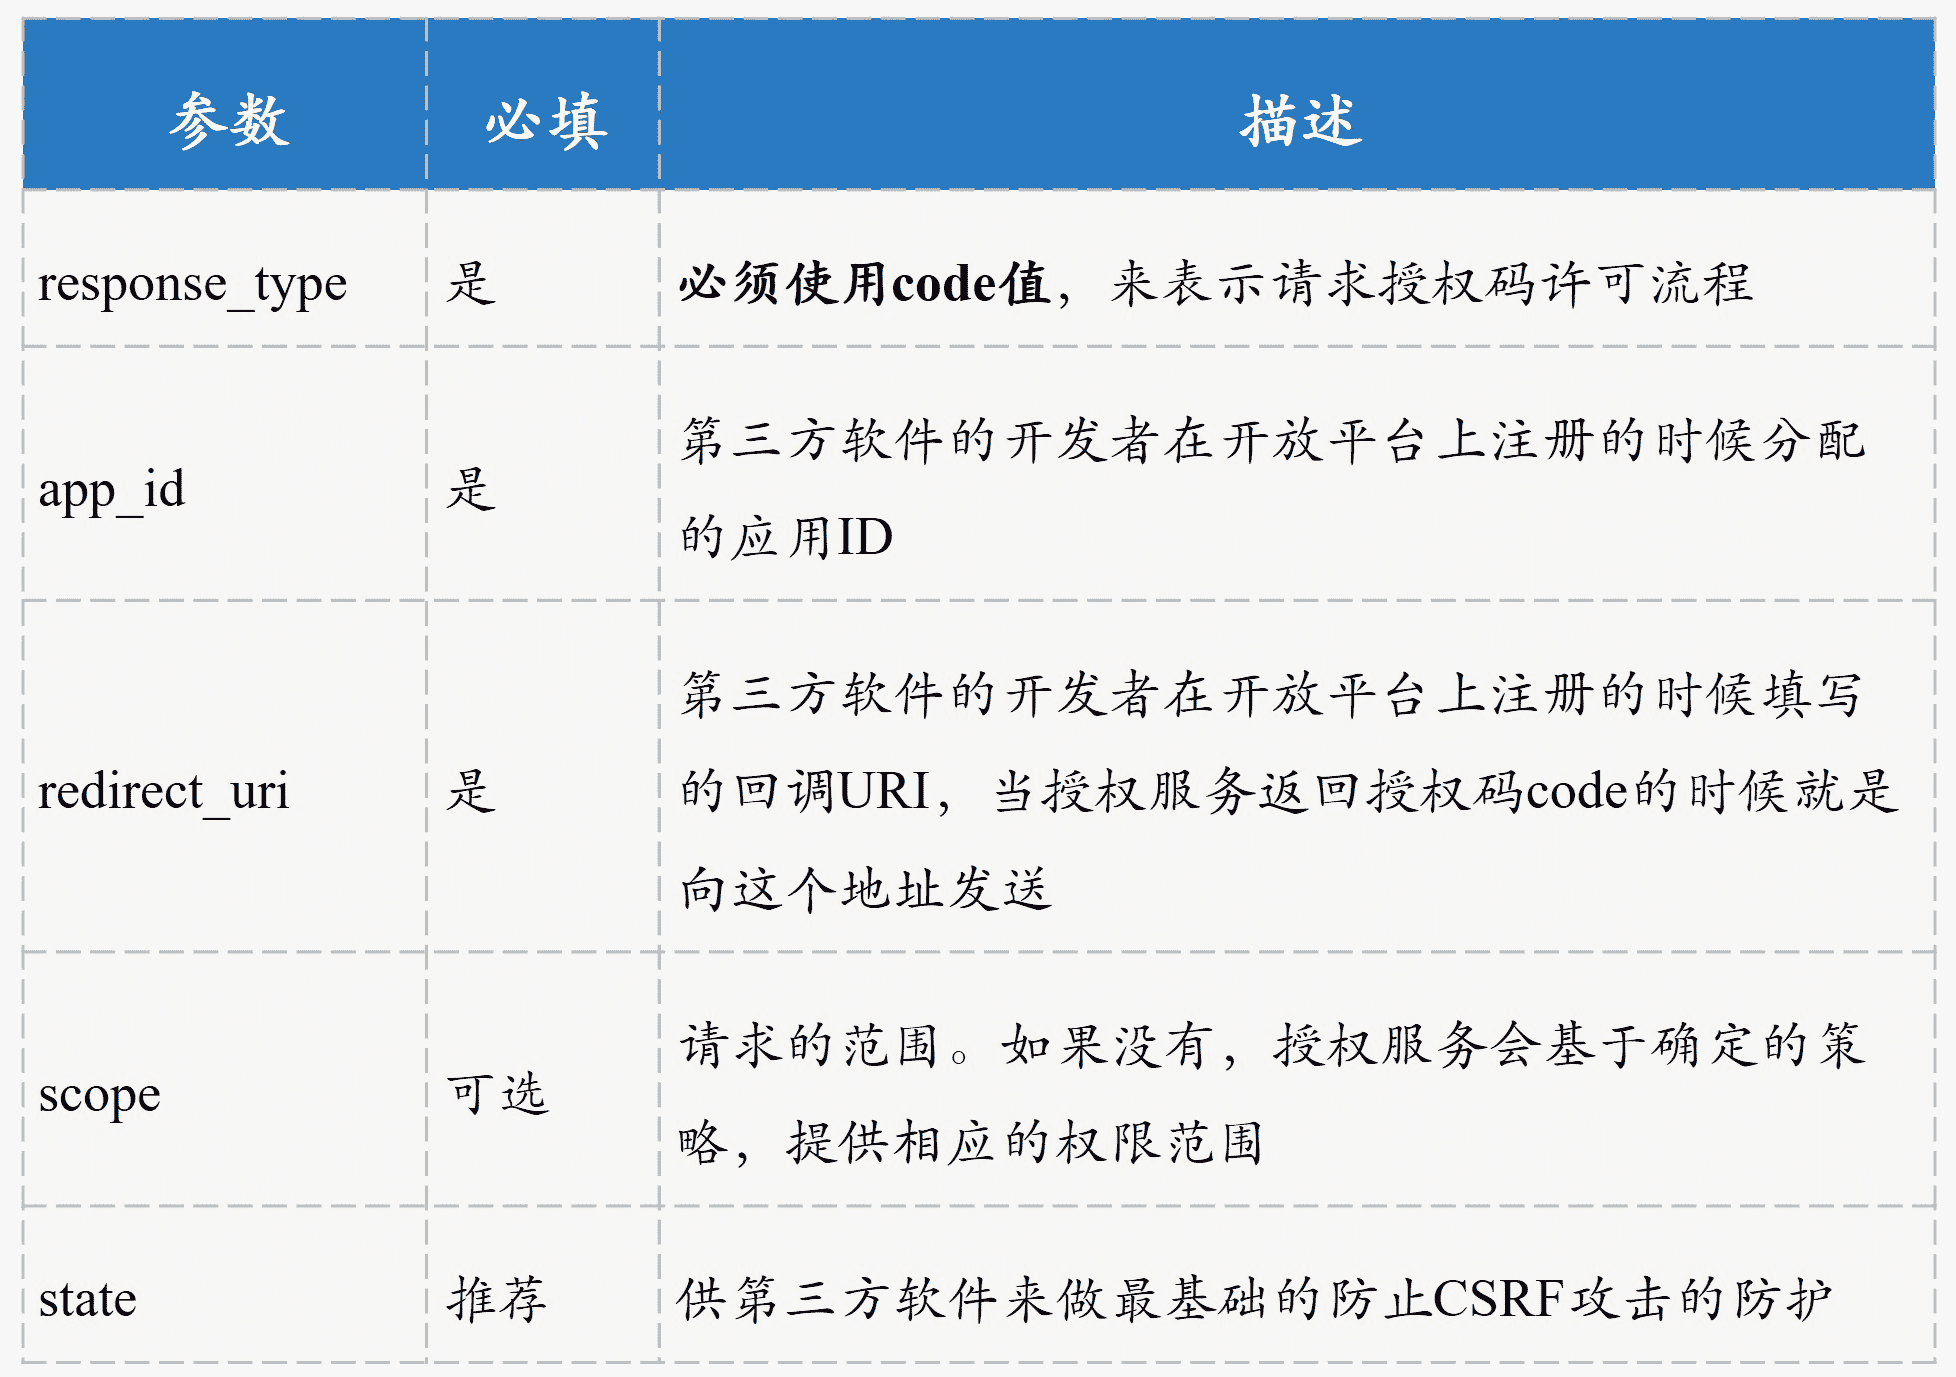 参数 必填 描述
response_type 是 必须使用code值，来表示请求授权码许可流程
第三方软件的开发者在开放平台上注册的时候分配
app_id 是
的应用ID
第三方软件的开发者在开放平台上注册的时候填写
redirect_uri 是 的回调URI，当授权服务返回授权码code的时候就是
向这个地址发送
请求的范围。如果没有，授权服务会基于确定的策
scope 可选
略，提供相应的权限范围
state 推荐 供第三方软件来做最基础的防止CSRF攻击的防护